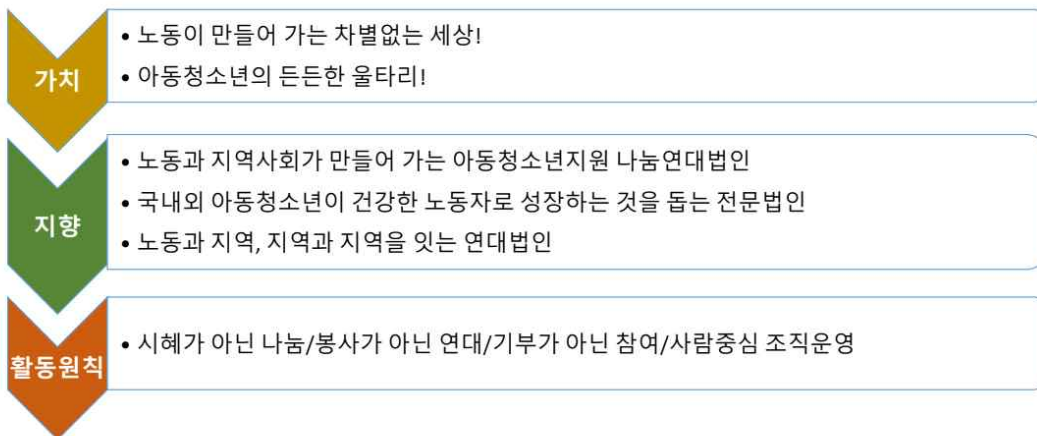 가치
• 노동이 만들어 가는 차별없는 세상!
• 아동청소년의 든든한 울타리!
지향
• 노동과 지역사회가 만들어 가는 아동청소년지원 나눔연대법인
• 국내외 아동청소년이 건강한 노동자로 성장하는 것을 돕는 전문법인
• 노동과 지역, 지역과 지역을 잇는 연대법인
활동원칙
• 시혜가 아닌 나눔/봉사가 아닌 연대/기부가 아닌 참여/사람중심 조직운영